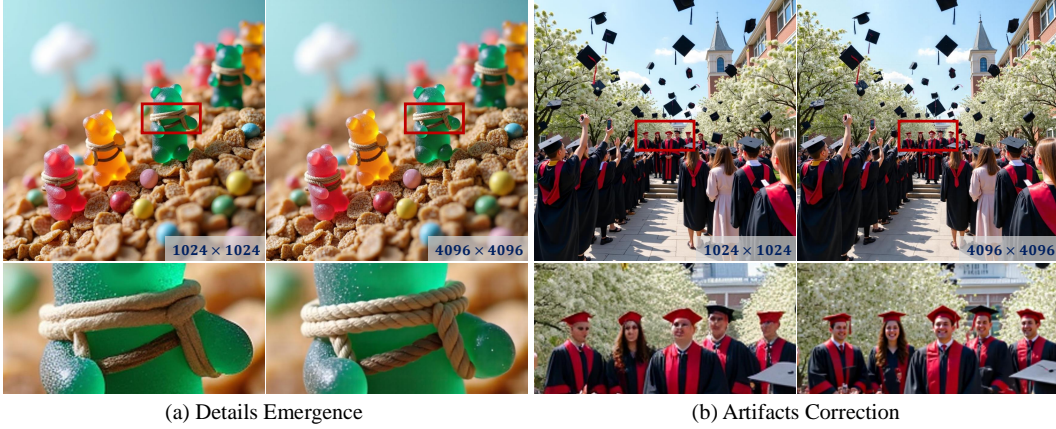 1024 × 1024
4096 × 4096
1024 × 1024
4096 × 4096
(a) Details Emergence
(b) Artifacts Correction